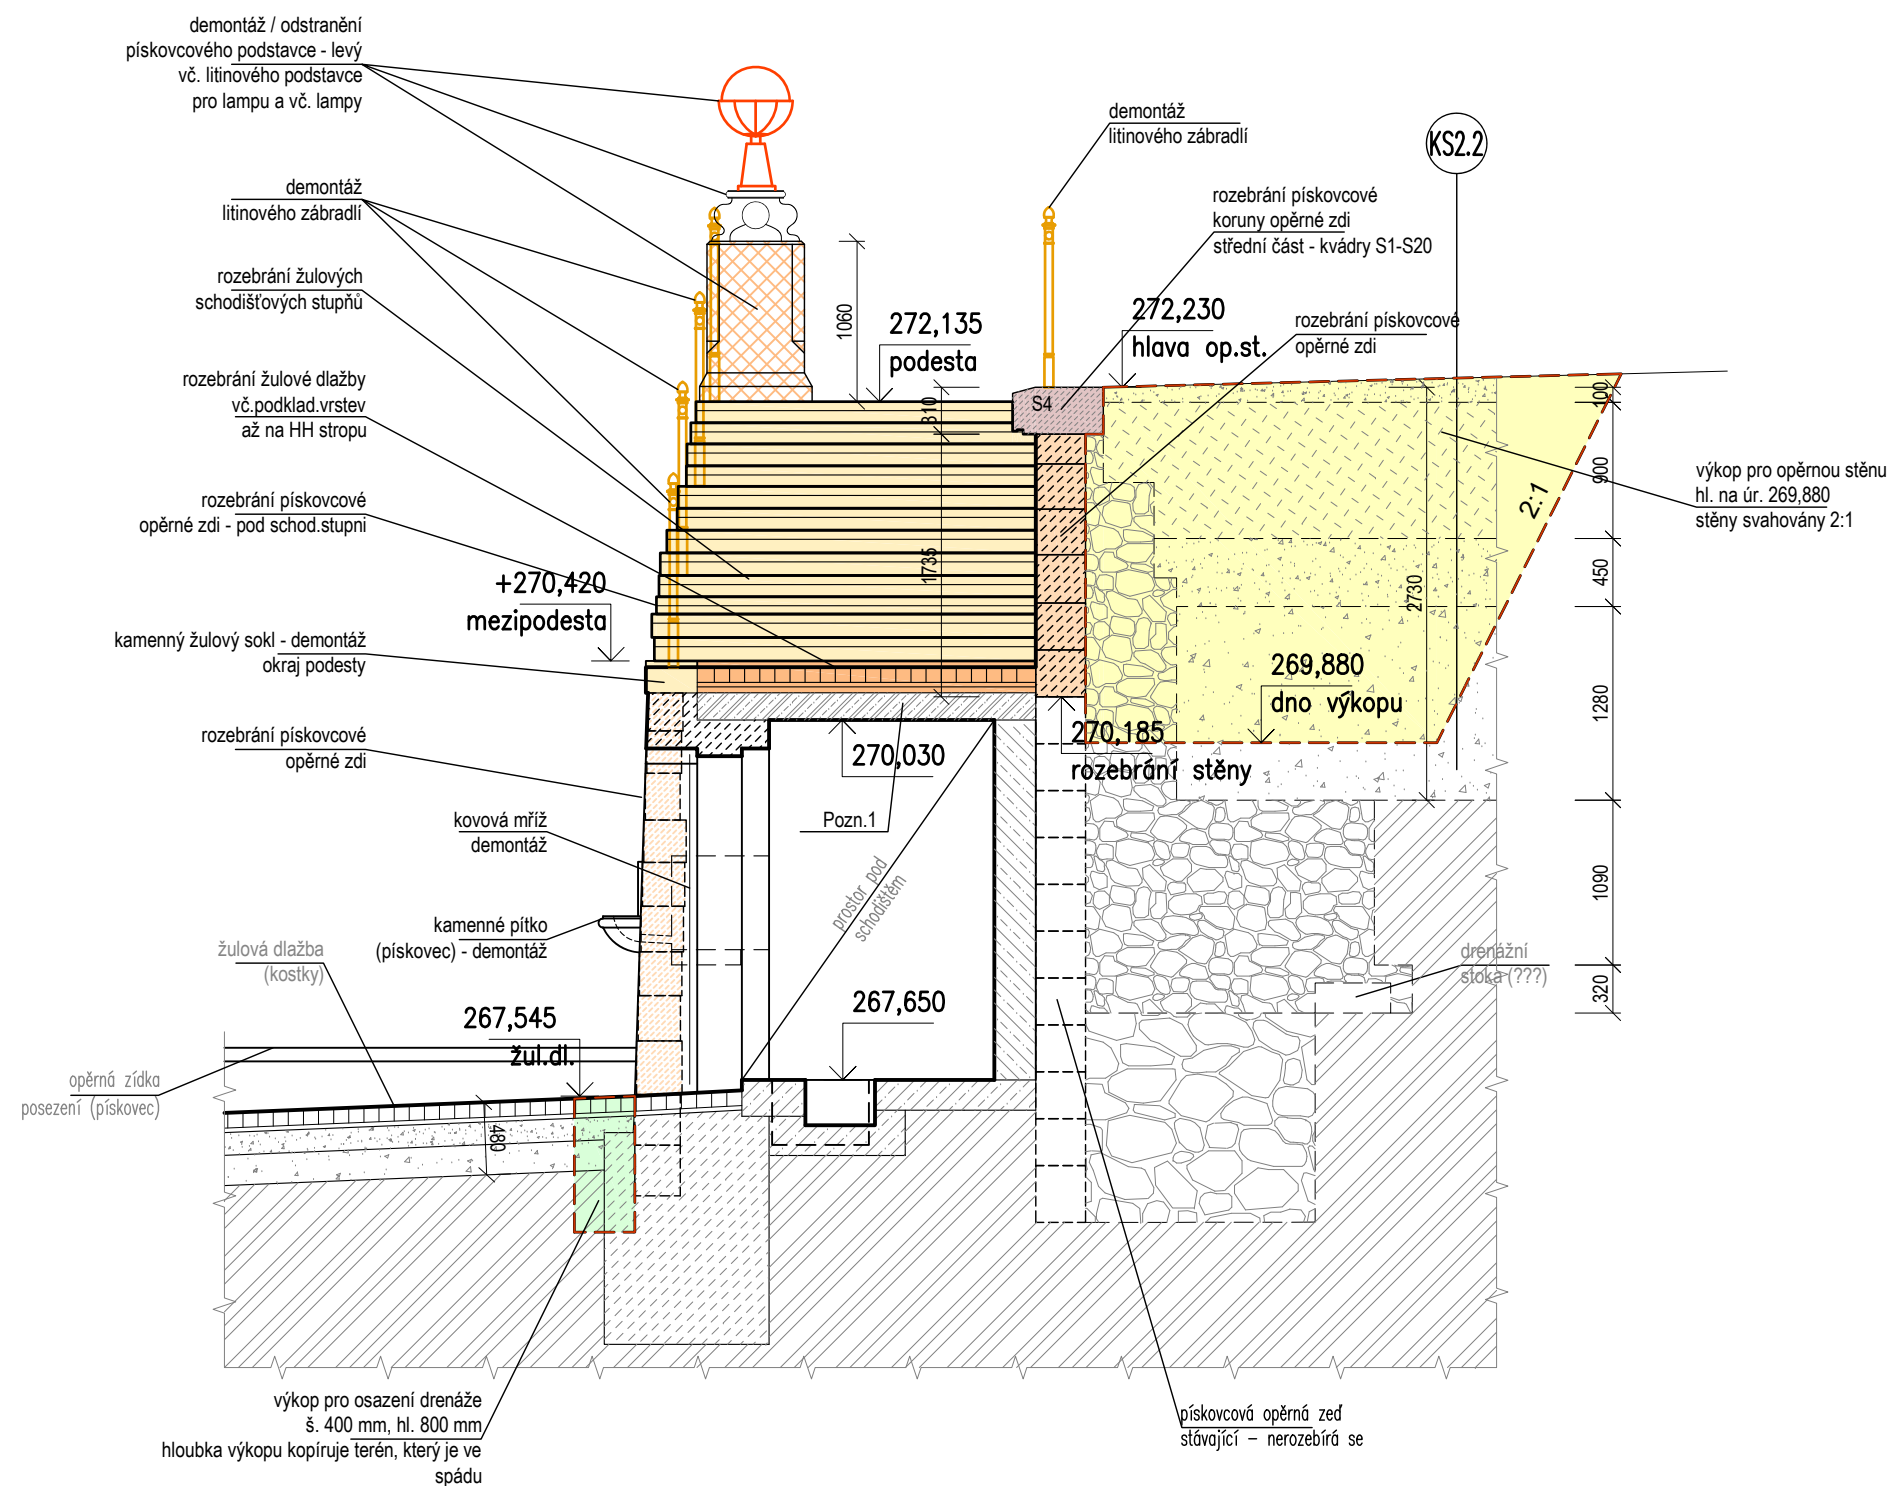 demontáž / odstranění
pískovcového podstavce - levý
vč. litinového podstavce
pro lampu a vč. lampy
demontáž
litinového zábradlí
rozebrání žulových
schodišťových stupňů
rozebrání žulové dlažby
vč.podklad.vrstev
až na HH stropu
rozebrání pískovcové
opěrné zdi - pod schod.stupni
+270,420
mezipodesta
kamenný žulový sokl - demontáž
okraj podesty
rozebrání pískovcové
opěrné zdi
kovová mříž
demontáž
kamenné pítko
(pískovec) - demontáž
žulová dlažba
(kostky)
267,545
žul.dl.
opěrná zídka
posezení (pískovec)
480
výkop pro osazení drenáže
š. 400 mm, hl. 800 mm
hloubka výkopu kopíruje terén, který je ve
spádu
1060
272,135
podesta
310
1735
S4
270,030
Pozn.1
prostor pod
schodištěm
267,650
demontáž
litinového zábradlí
rozebrání pískovcové
koruny opěrné zdi
střední část - kvádry S1-S20
272,230
hlava op.st.
rozebrání pískovcové
opěrné zdi
KS2.2
2:1
2730
269,880
dno výkopu
270,185
rozebrání stěny
výkop pro opěrnou stěnu
hl. na úr. 269,880
stěny svahovány 2:1
100
900
450
1280
1090
320
drenážní
stoka (???)
pískovcová opěrná zeď
stávající – nerozebírá se